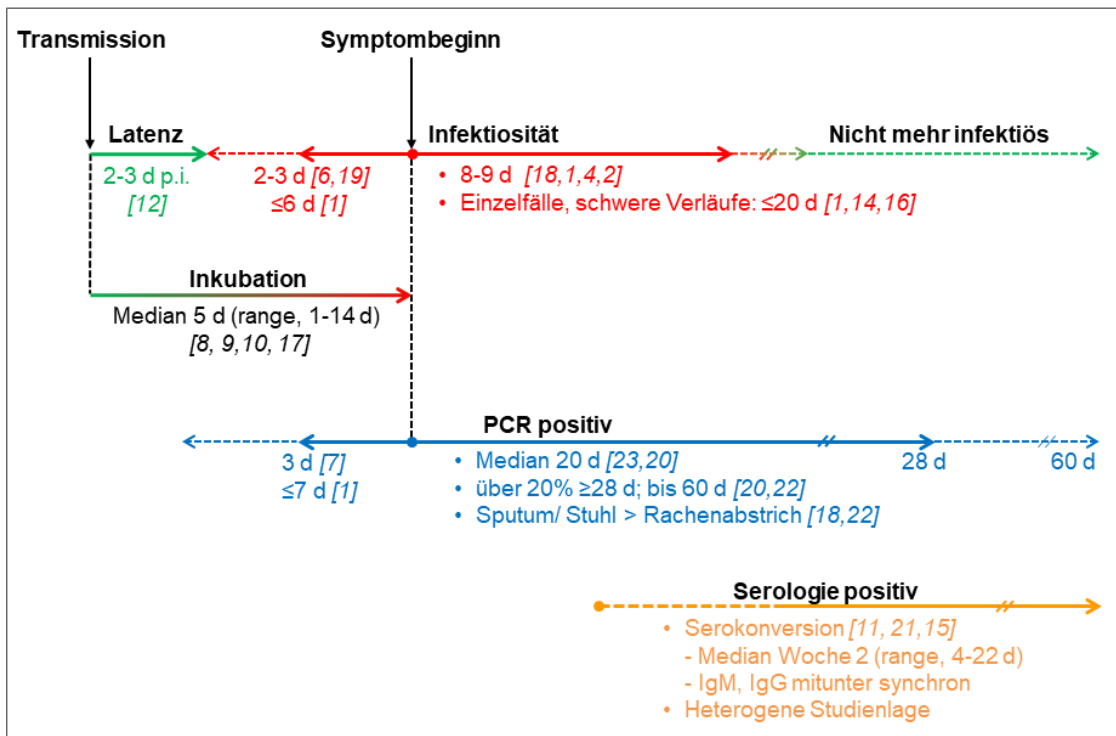 Transmission
Symptombeginn
Latenz
Infektiosität
Nicht mehr infektiös
2-3 d p.i.
[12]
2-3 d [6,19]
≤6 d [1]
• 8-9 d [18,1,4,2]
• Einzelfälle, schwere Verläufe: ≤20 d [1,14,16]
Inkubation
Median 5 d (range, 1-14 d)
[8, 9,10, 17]
PCR positiv
3 d [7]
≤7 d [1]
• Median 20 d [23,20]
• über 20% ≥28 d; bis 60 d [20,22]
• Sputum/ Stuhl > Rachenabstrich [18,22]
28 d
60 d
Serologie positiv
• Serokonversion [11, 21,15]
- Median Woche 2 (range, 4-22 d)
- IgM, IgG mitunter synchron
• Heterogene Studienlage